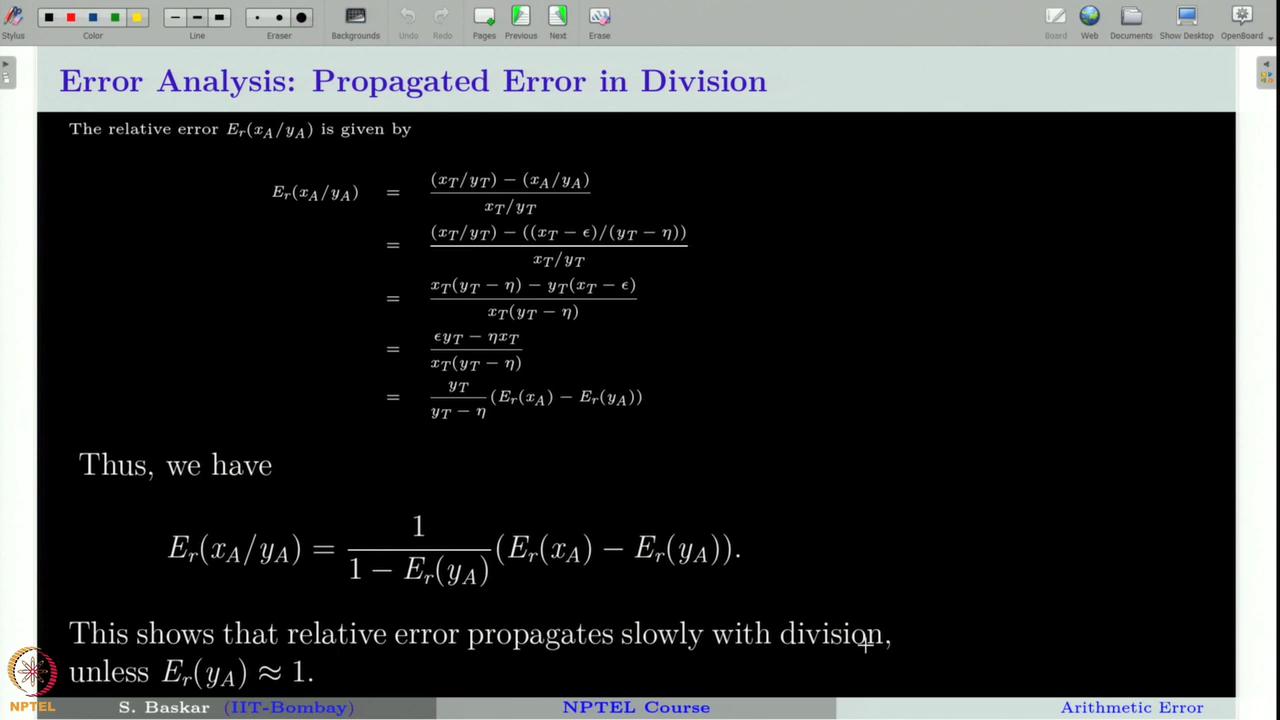 Stylus Color Line Eraser Backgrounds Undo Redo Pages Previous Next Erase Board Web Documents Show Desktop OpenBoard
Error Analysis: Propagated Error in Division
The relative error E_r(x_A/y_A) is given by
E_r(x_A/y_A) = ((x_T/y_T) − (x_A/y_A)) / (x_T/y_T)
= ((x_T/y_T) − ((x_T − ϵ)/(y_T − η))) / (x_T/y_T)
= (x_T(y_T − η) − y_T(x_T − ϵ)) / (x_T(y_T − η))
= (ϵy_T − ηx_T) / (x_T(y_T − η))
= y_T / (y_T − η) (E_r(x_A) − E_r(y_A))
Thus, we have
E_r(x_A/y_A) = 1 / (1 − E_r(y_A)) (E_r(x_A) − E_r(y_A)).
This shows that relative error propagates slowly with division,
unless E_r(y_A) ≈ 1.
NPTEL
S. Baskar (IIT-Bombay) NPTEL Course Arithmetic Error